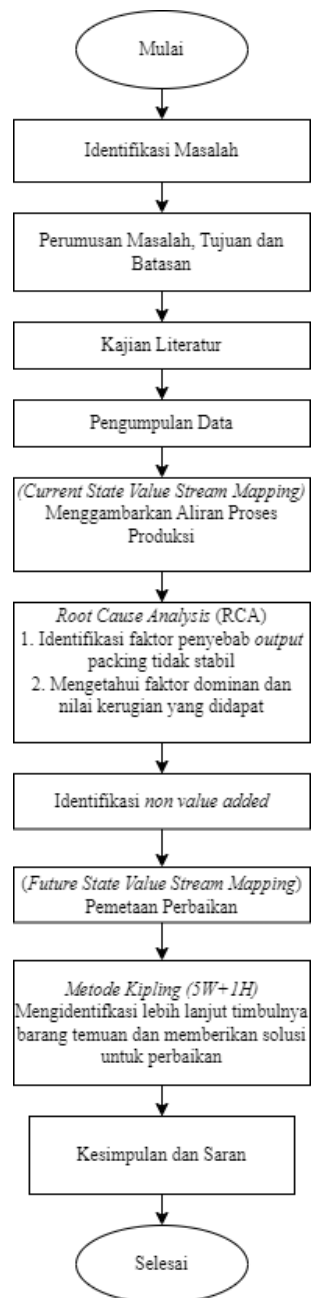 Mulai
Identifikasi Masalah
Perumusan Masalah, Tujuan dan
Batasan
Kajian Literatur
Pengumpulan Data
(Current State Value Stream Mapping)
Menggambarkan Aliran Proses
Produksi
Root Cause Analysis (RCA)
1. Identifikasi faktor penyebab output
packing tidak stabil
2. Mengetahui faktor dominan dan
nilai kerugian yang didapat
Identifikasi non value added
(Future State Value Stream Mapping)
Pemetaan Perbaikan
Metode Kipling (5W+1H)
Mengidentifkasi lebih lanjut timbulnya
barang temuan dan memberikan solusi
untuk perbaikan
Kesimpulan dan Saran
Selesai